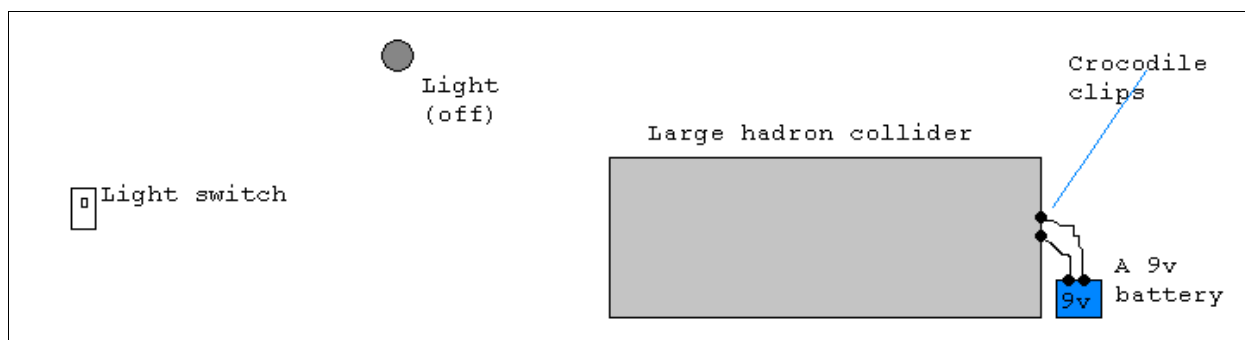 Light
(off)
Crocodile
clips
Large hadron collider
Light switch
A 9v
battery
9v